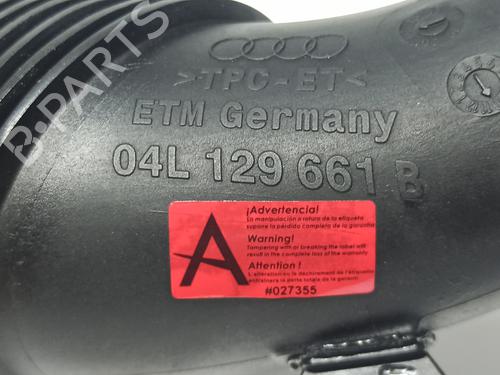 B-PARTS
>TPC-ET<
ETM Germany
04L 129 661 B
A
¡Advertencia!
La manipulación o rotura de la etiqueta
supone la pérdida completa de la garantía
Warning!
Tampering with or breaking the label will
result in the complete loss of the warranty
Attention !
L'altération ou le déchirement de l'étiquette
entraînera la perte totale de la garantie
#027355